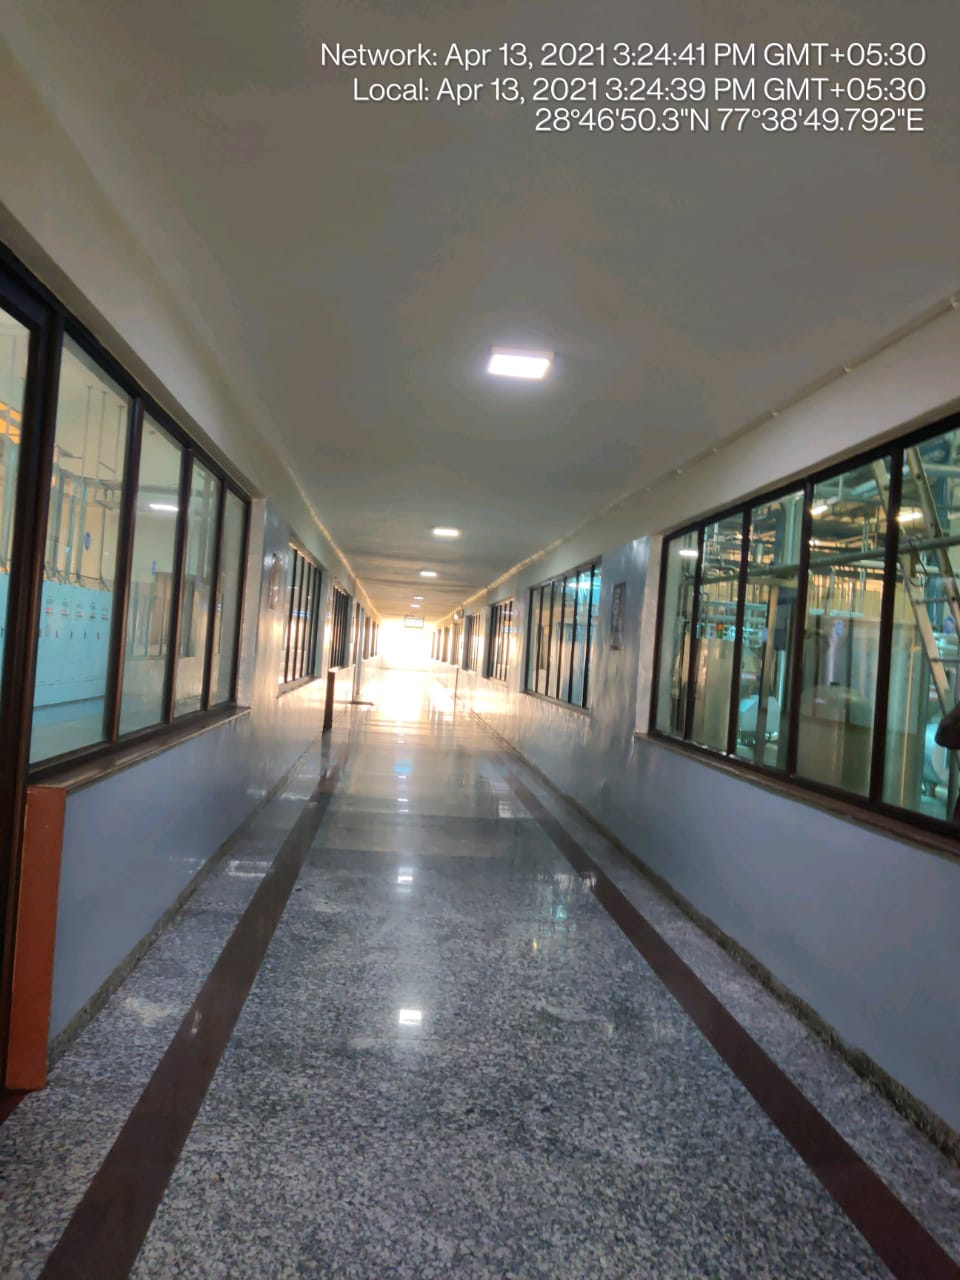 Network: Apr 13, 2021 3:24:41 PM GMT+05:30
Local: Apr 13, 2021 3:24:39 PM GMT+05:30
28°46'50.3"N 77°38'49.792"E